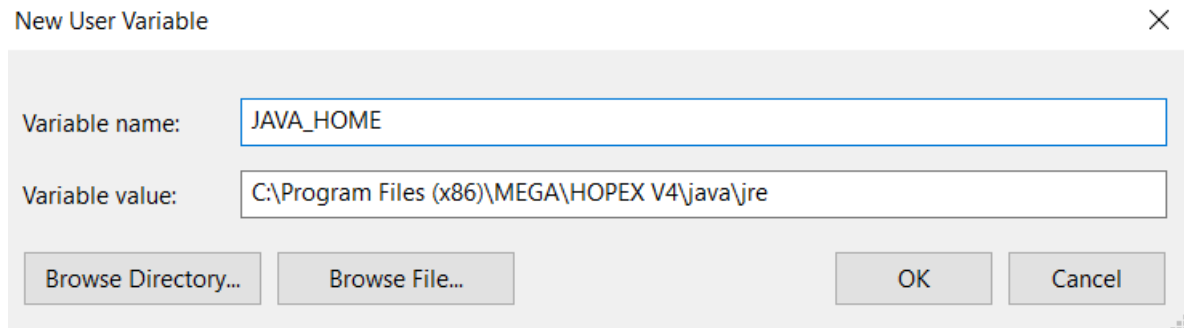 New User Variable
Variable name: JAVA_HOME
Variable value: C:\Program Files (x86)\MEGA\HOPEX V4\java\jre
Browse Directory... Browse File... OK Cancel